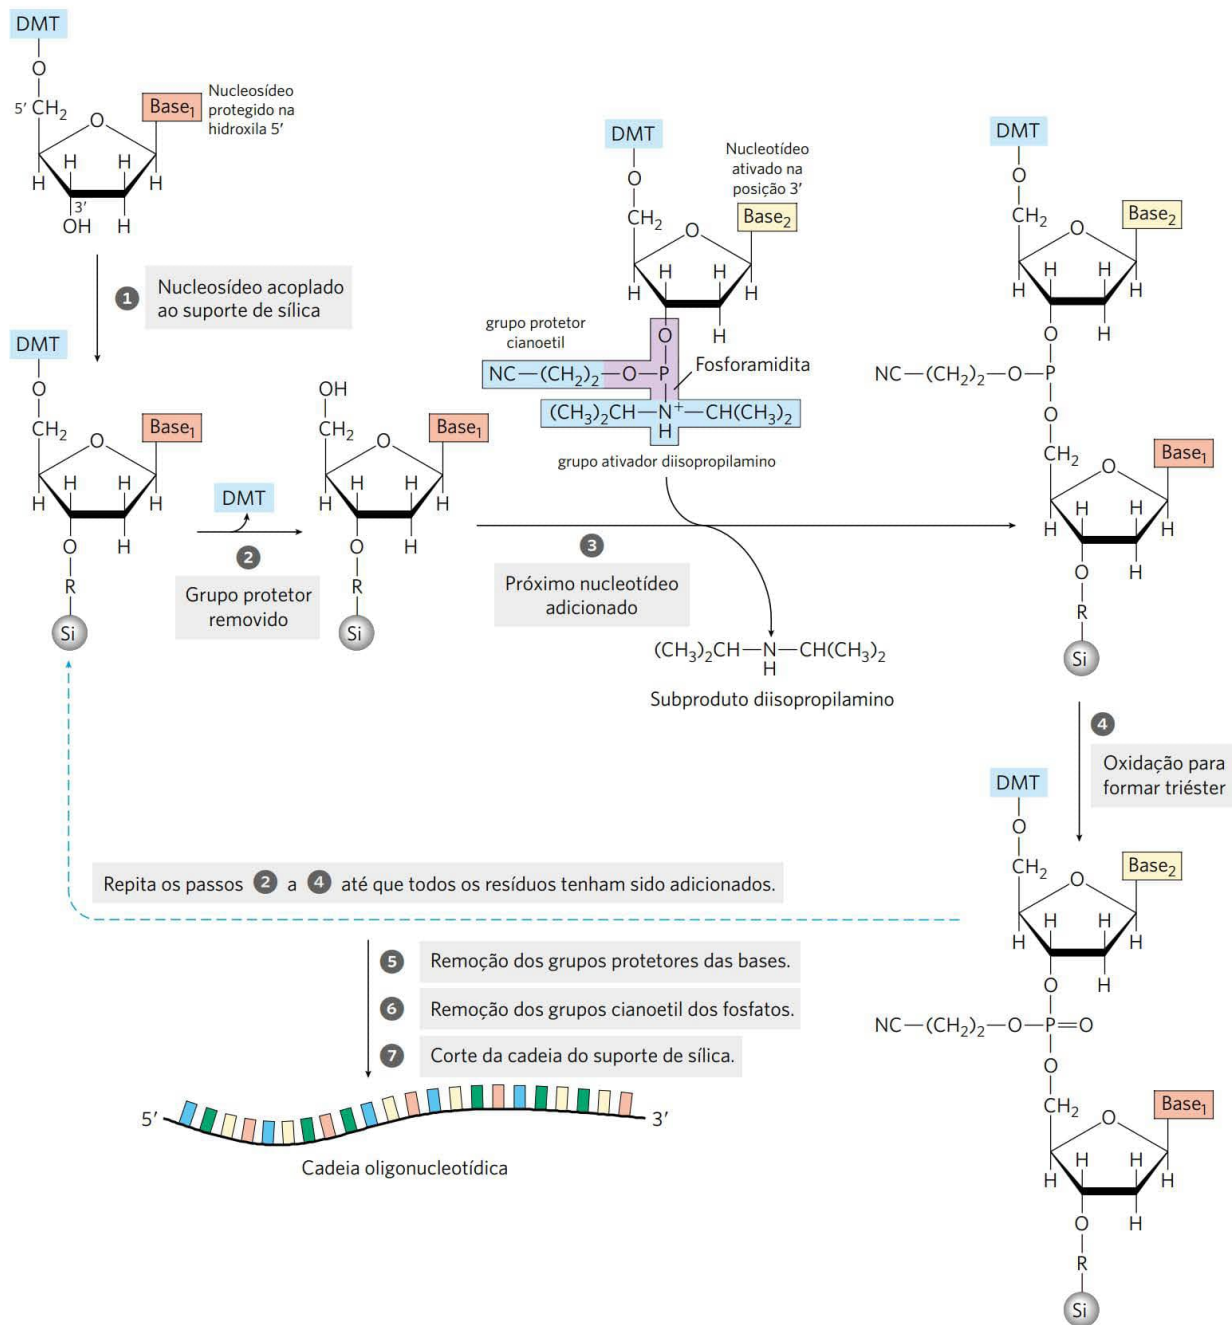 DMT
O
5′ CH₂
O
Base₁
Nucleosídeo
protegido na
hidroxila 5′
H H
H H
3′
OH H
1
Nucleosídeo acoplado
ao suporte de sílica
DMT
O
CH₂
O
Base₁
H H
H H
O H
R
Si
DMT
2
Grupo protetor
removido
OH
CH₂
O
Base₁
H H
H H
O H
R
Si
DMT
O
CH₂
O
Nucleotídeo
ativado na
posição 3′
Base₂
H H
H H
H
grupo protetor
cianoetil
O
NC—(CH₂)₂—O—P
Fosforamidita
(CH₃)₂CH—N⁺—CH(CH₃)₂
H
grupo ativador diisopropilamino
3
Próximo nucleotídeo
adicionado
(CH₃)₂CH—N—CH(CH₃)₂
H
Subproduto diisopropilamino
DMT
O
CH₂
O
Base₂
H H
H H
O H
NC—(CH₂)₂—O—P
O
CH₂
O
Base₁
H H
H H
O H
R
Si
4
Oxidação para
formar triéster
DMT
O
CH₂
O
Base₂
H H
H H
O H
NC—(CH₂)₂—O—P=O
O
CH₂
O
Base₁
H H
H H
O H
R
Si
Repita os passos 2 a 4 até que todos os resíduos tenham sido adicionados.
5 Remoção dos grupos protetores das bases.
6 Remoção dos grupos cianoetil dos fosfatos.
7 Corte da cadeia do suporte de sílica.
5′ 3′
Cadeia oligonucleotídica